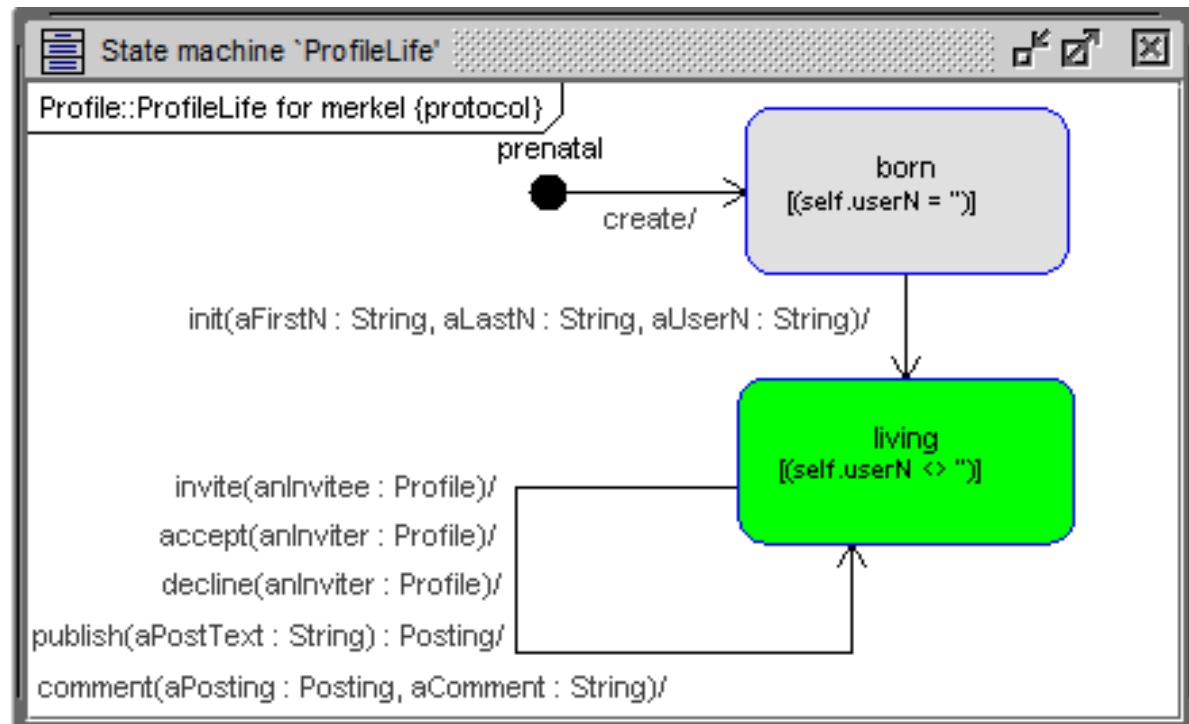 State machine `ProfileLife'
Profile::ProfileLife for merkel {protocol}
prenatal
born
[(self.userN = '')]
create/
init(aFirstN : String, aLastN : String, aUserN : String)/
living
[(self.userN <> '')]
invite(anInvitee : Profile)/
accept(anInviter : Profile)/
decline(anInviter : Profile)/
publish(aPostText : String) : Posting/
comment(aPosting : Posting, aComment : String)/